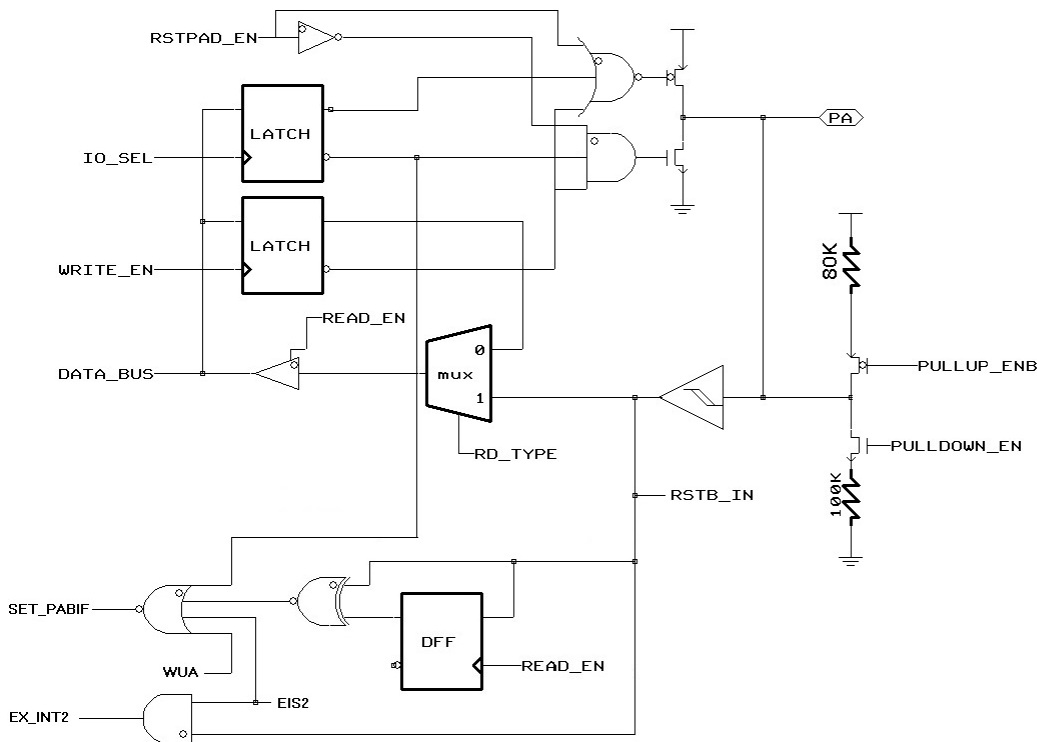 RSTPAD_EN
PA
LATCH
IO_SEL
LATCH
WRITE_EN
80K
READ_EN
0
mux
1
DATA_BUS
PULLUP_ENB
PULLDOWN_EN
RD_TYPE
100K
RSTB_IN
SET_PABIF
DFF
READ_EN
WUA
EIS2
EX_INT2